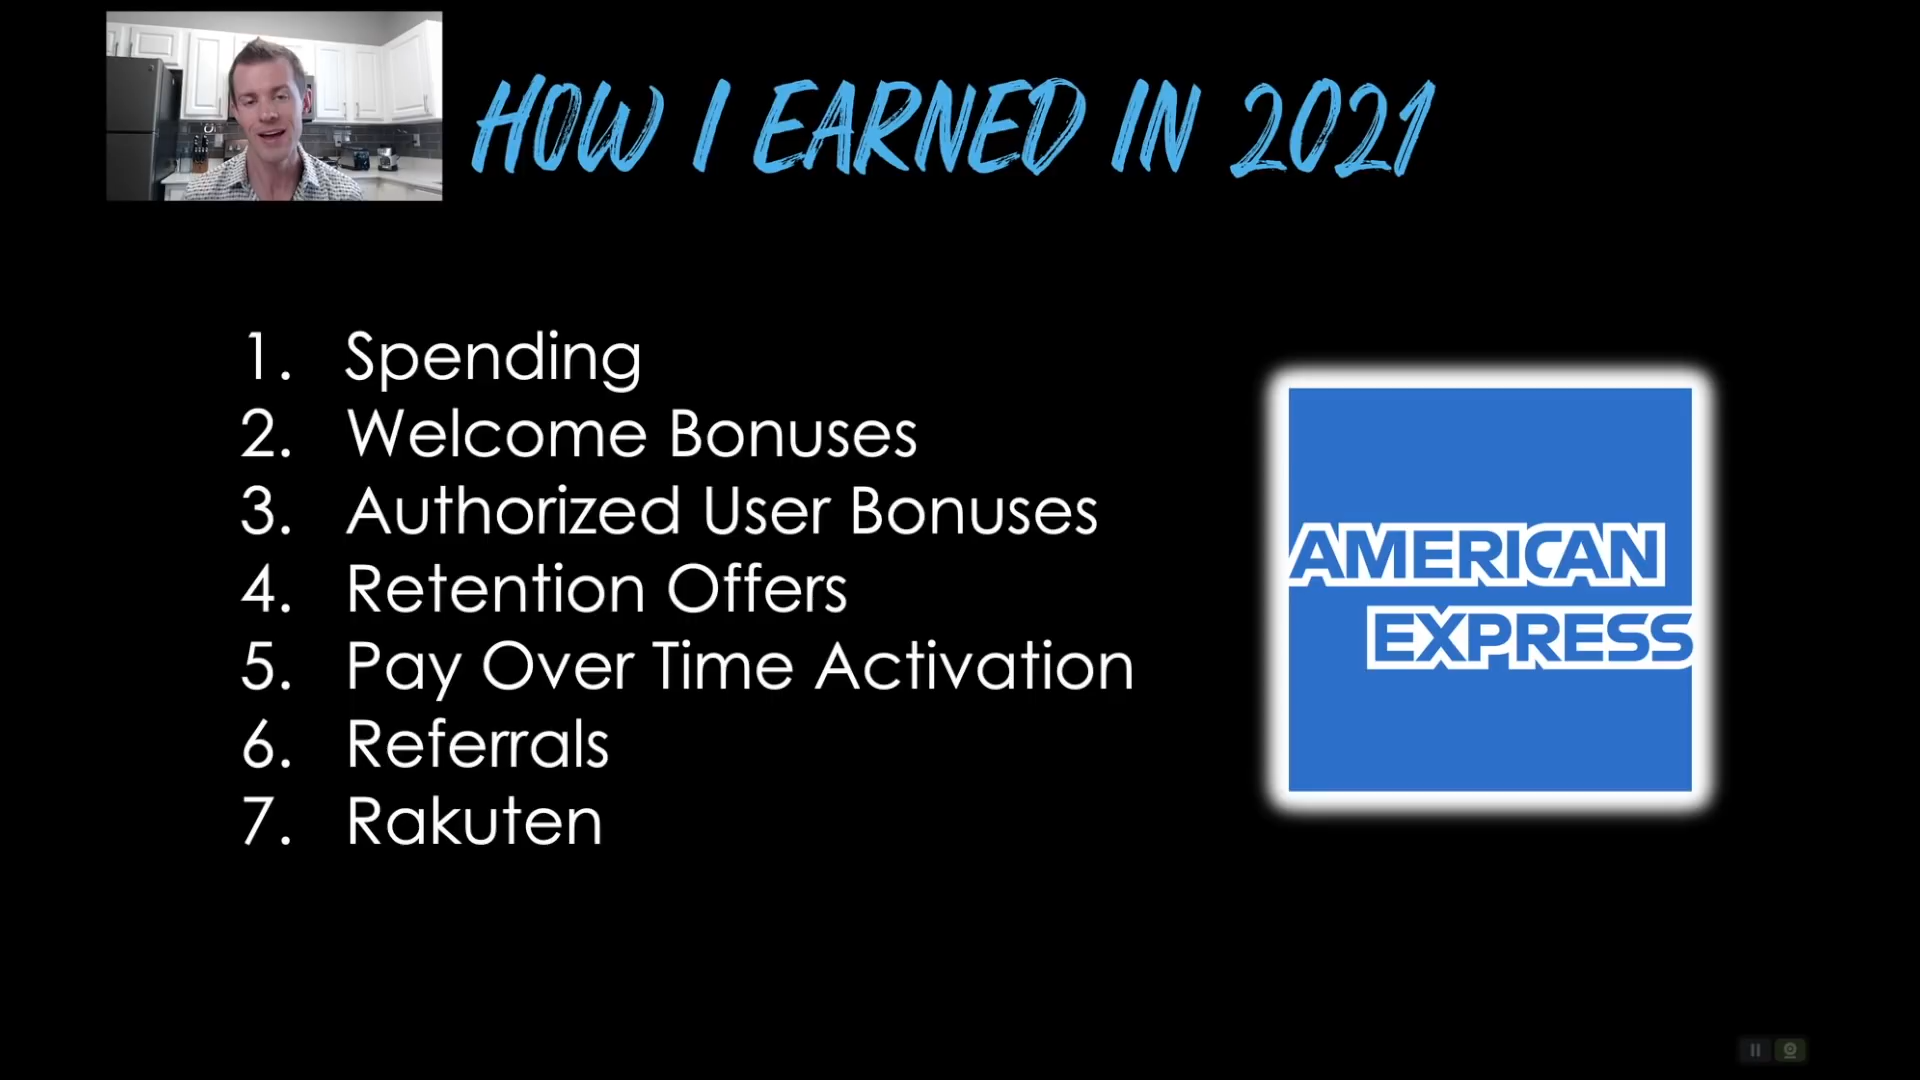 HOW I EARNED IN 2021
1. Spending
2. Welcome Bonuses
3. Authorized User Bonuses
4. Retention Offers
5. Pay Over Time Activation
6. Referrals
7. Rakuten
AMERICAN
EXPRESS